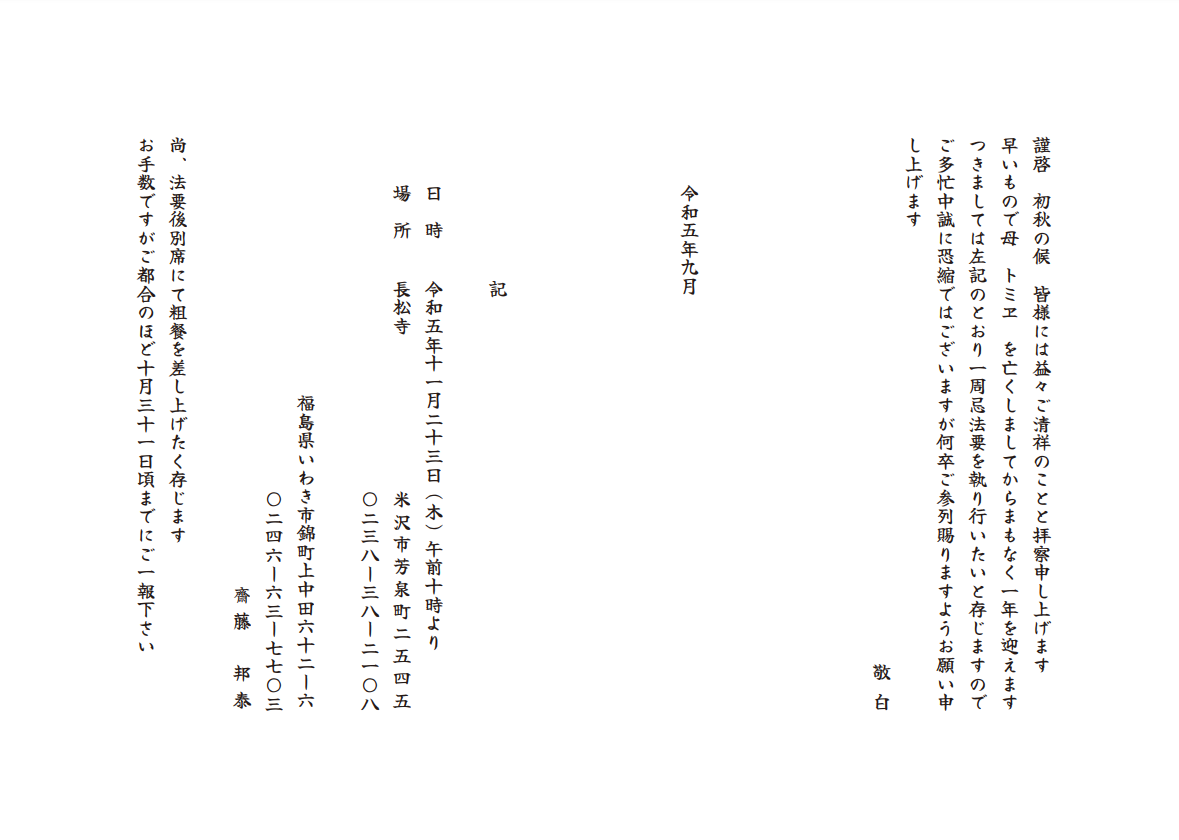 謹啓　初秋の候　皆様には益々ご清祥のことと拝察申し上げます
早いもので母　トミヱ　を亡くしましてからまもなく一年を迎えます
つきましては左記のとおり一周忌法要を執り行いたいと存じますので
ご多忙中誠に恐縮ではございますが何卒ご参列賜りますようお願い申
し上げます
敬白
令和五年九月
記
日　時　　令和五年十一月二十三日（木）午前十時より
場　所　　長松寺　　米沢市芳泉町二五四五
〇二三八ー三八ー二一〇八
福島県いわき市錦町上中田六十二ー六
〇二四六ー六三ー七七〇三
齋藤　邦泰
尚、法要後別席にて粗餐を差し上げたく存じます
お手数ですがご都合のほど十月三十一日頃までにご一報下さい